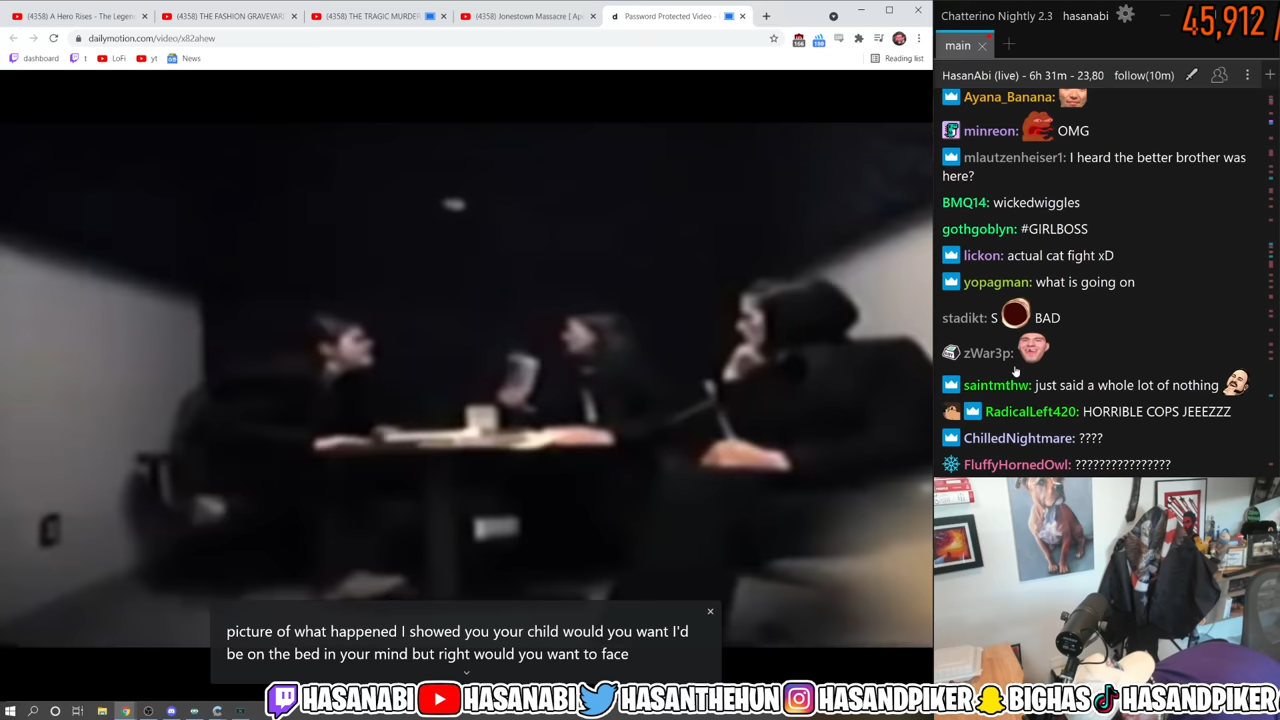 (4358) A Hero Rises - The Legen
(4358) THE FASHION GRAVEYAR
(4358) THE TRAGIC MURDER
(4358) Jonestown Massacre [ Ap
Password Protected Video -
Chatterino Nightly 2.3 hasanabi
45,912 /
dailymotion.com/video/x82ahew
main
dashboard t LoFi yt News
Reading list
HasanAbi (live) - 6h 31m - 23,80 follow(10m)
Ayana_Banana:
minreon: OMG
mlautzenheiser1: I heard the better brother was
here?
BMQ14: wickedwiggles
gothgoblyn: #GIRLBOSS
lickon: actual cat fight xD
yopagman: what is going on
stadikt: S BAD
zWar3p:
saintmthw: just said a whole lot of nothing
RadicalLeft420: HORRIBLE COPS JEEEZZZ
ChilledNightmare: ????
FluffyHornedOwl: ????????????????
picture of what happened I showed you your child would you want I'd
be on the bed in your mind but right would you want to face
HASANABI HASANABI HASANTHEHUN HASANDPIKER BIGHAS HASANDPIKER